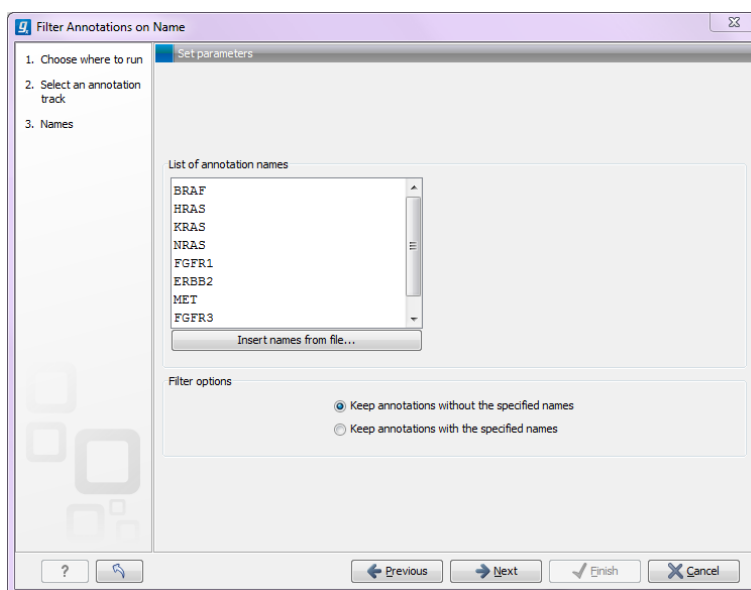 Filter Annotations on Name
1. Choose where to run
2. Select an annotation
track
3. Names
Set parameters
List of annotation names
BRAF
HRAS
KRAS
NRAS
FGFR1
ERBB2
MET
FGFR3
Insert names from file...
Filter options
Keep annotations without the specified names
Keep annotations with the specified names
?
Previous
Next
Finish
Cancel